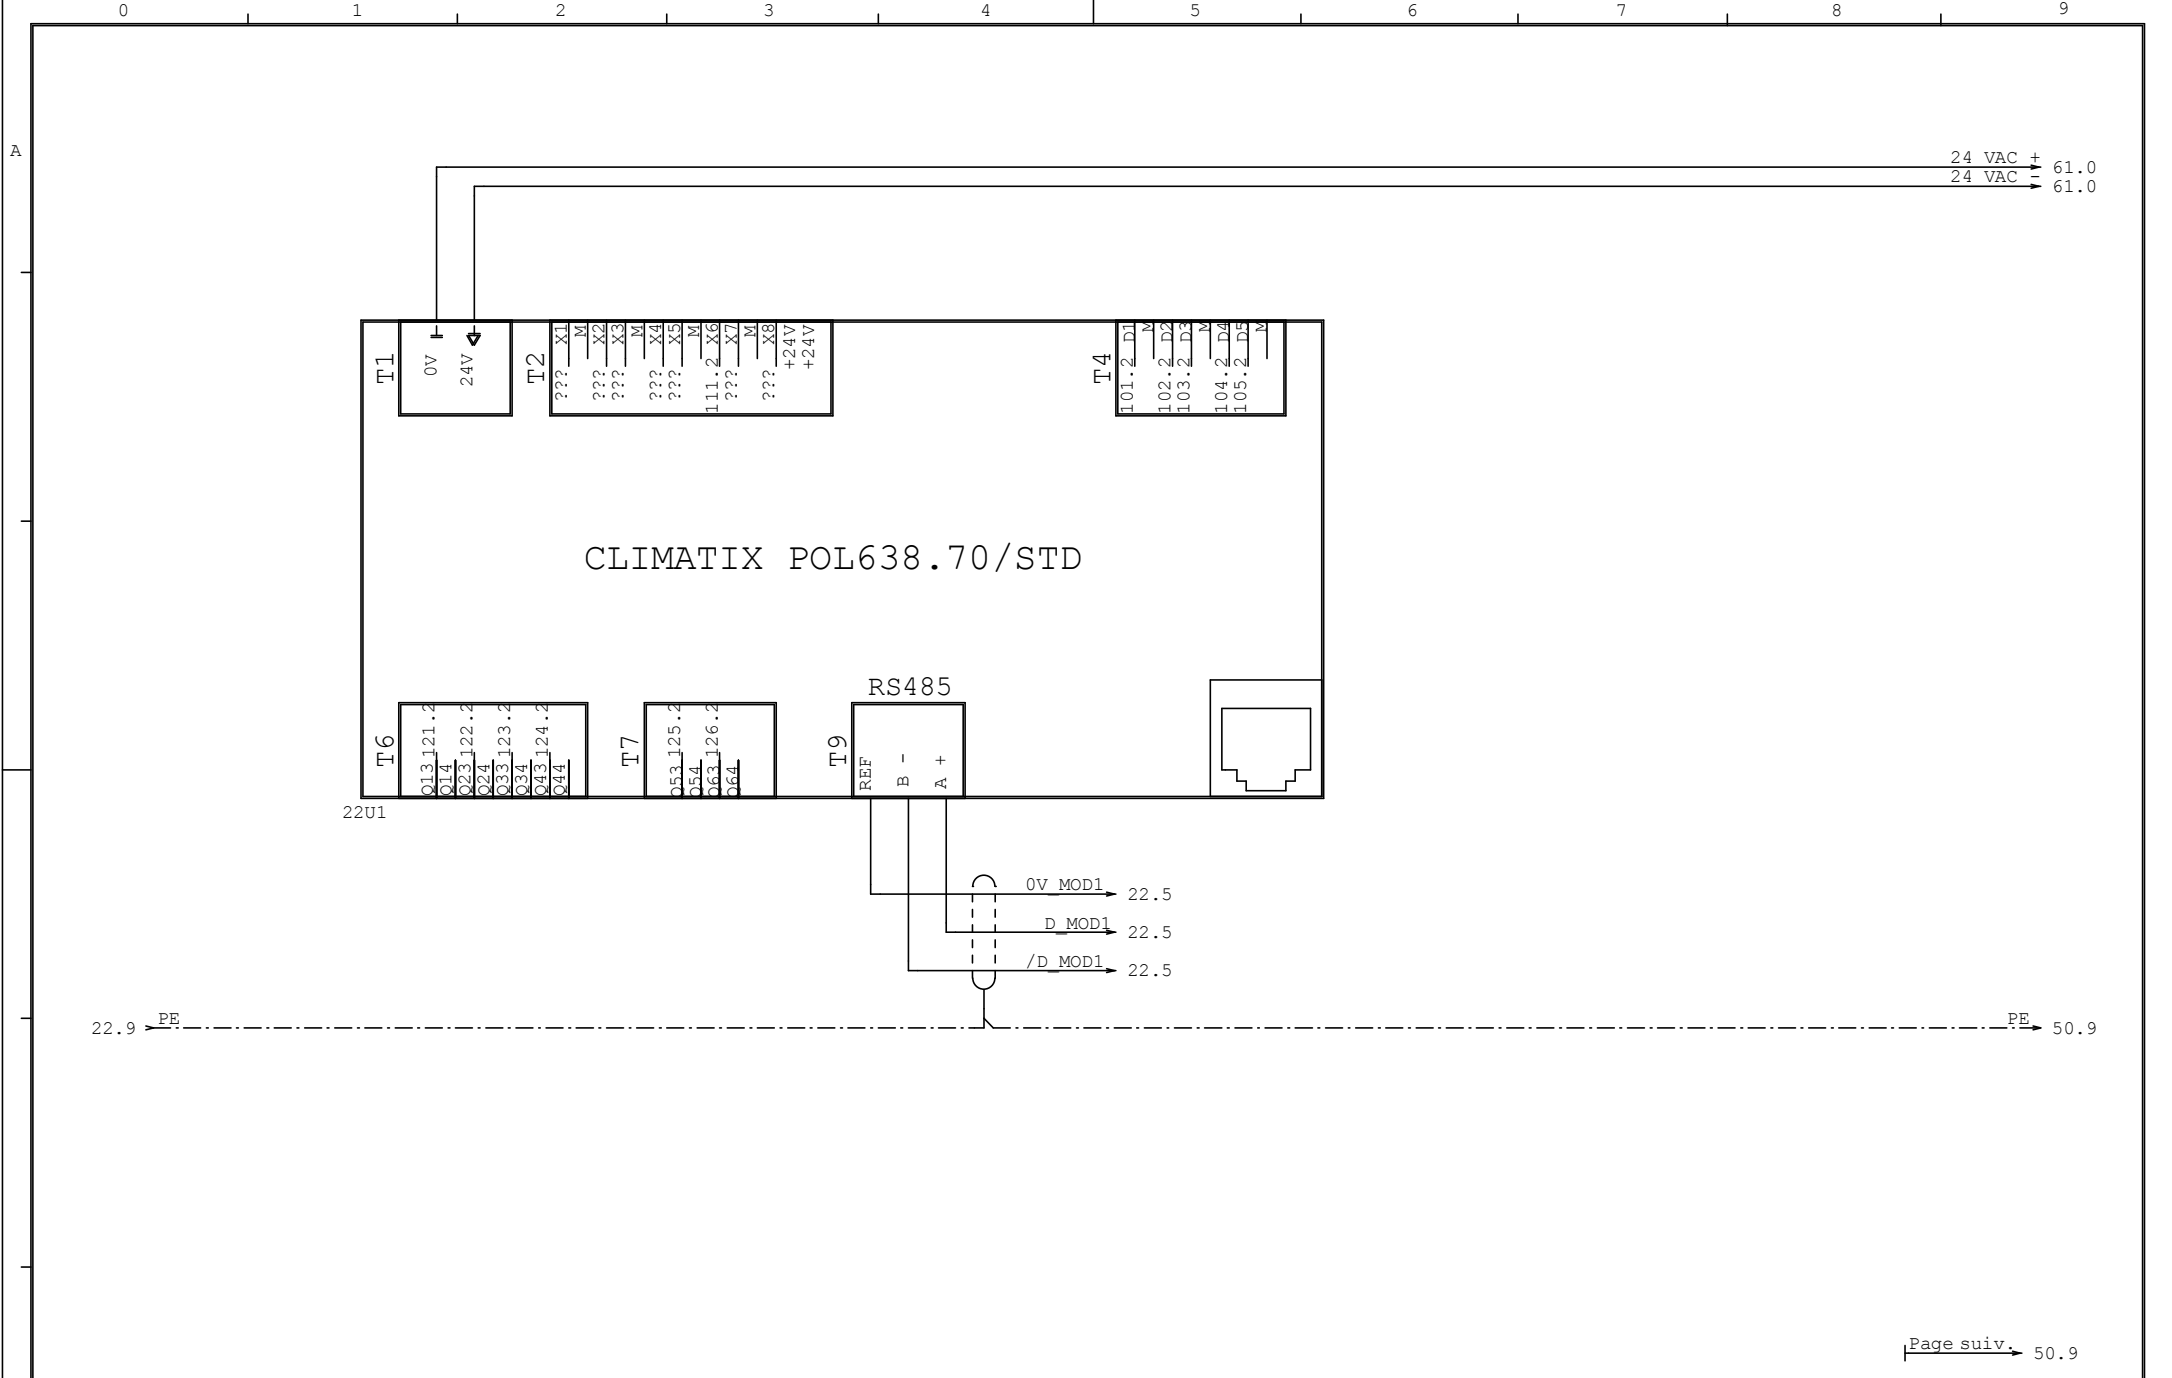 0 1 2 3 4 5 6 7 8 9
A
24 VAC + 61.0
24 VAC - 61.0
T1
0V
24V
T2
??? X1
M
??? X2
??? X3
M
??? X4
??? X5
M
111.2 X6
??? X7
M
??? X8
+24V
+24V
T4
101.2 D1
M
102.2 D2
103.2 D3
M
104.2 D4
105.2 D5
M
CLIMATIX POL638.70/STD
T6
Q13 121.2
Q14
Q23 122.2
Q24
Q33 123.2
Q34
Q43 124.2
Q44
T7
Q53 125.2
Q54
Q63 126.2
Q64
RS485
T9
REF
B -
A +
22U1
0V_MOD1 22.5
D_MOD1 22.5
/D_MOD1 22.5
22.9 PE
PE 50.9
Page suiv. 50.9